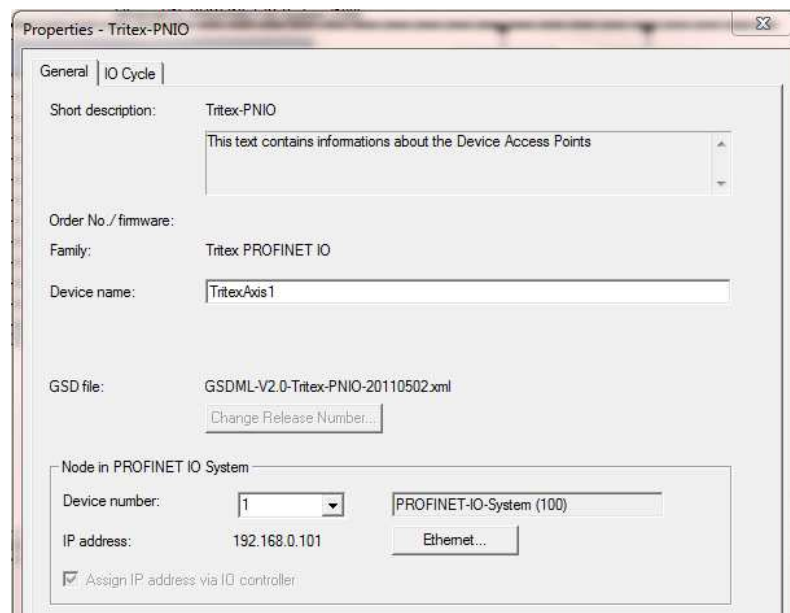 Properties - Tritex-PNIO
General IO Cycle
Short description: Tritex-PNIO
This text contains informations about the Device Access Points
Order No./ firmware:
Family: Tritex PROFINET IO
Device name: TritexAxis1
GSD file: GSDML-V2.0-Tritex-PNIO-20110502.xml
Change Release Number...
Node in PROFINET IO System
Device number: 1 PROFINET-IO-System (100)
IP address: 192.168.0.101 Ethernet...
Assign IP address via IO controller